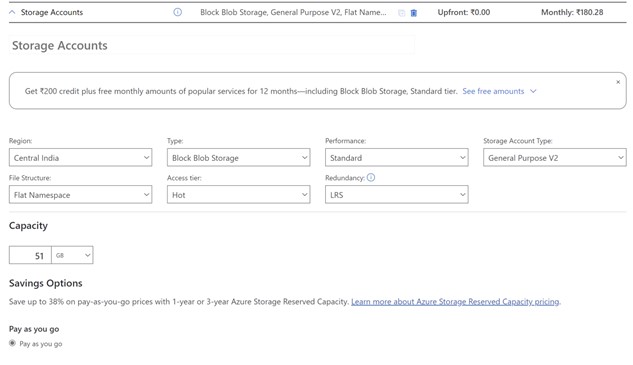 Storage Accounts Block Blob Storage, General Purpose V2, Flat Name... Upfront: ₹0.00 Monthly: ₹180.28
Storage Accounts
Get ₹200 credit plus free monthly amounts of popular services for 12 months—including Block Blob Storage, Standard tier. See free amounts
Region: Type: Performance: Storage Account Type:
Central India Block Blob Storage Standard General Purpose V2
File Structure: Access tier: Redundancy:
Flat Namespace Hot LRS
Capacity
51 GB
Savings Options
Save up to 38% on pay-as-you-go prices with 1-year or 3-year Azure Storage Reserved Capacity. Learn more about Azure Storage Reserved Capacity pricing.
Pay as you go
Pay as you go